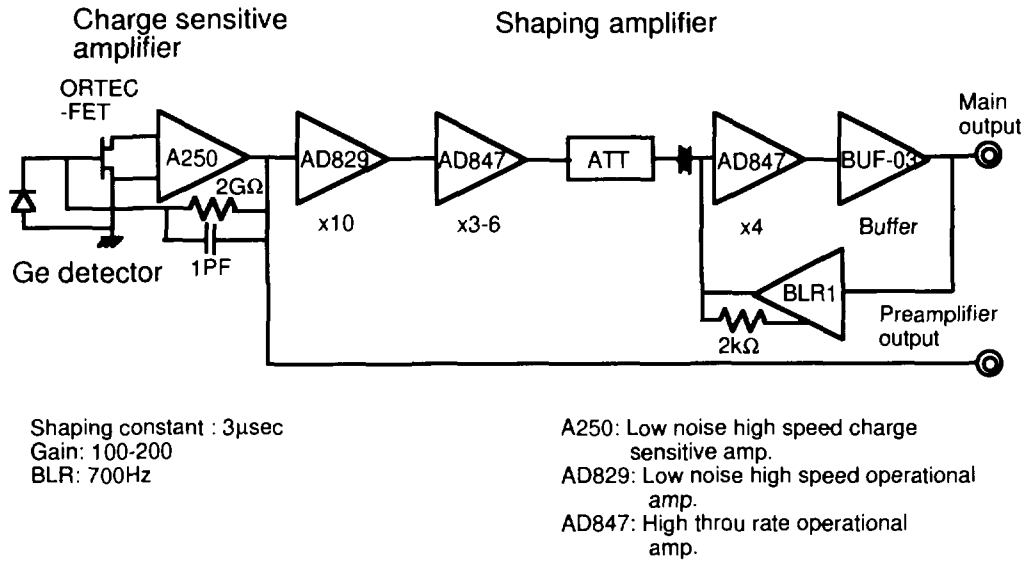 Charge sensitive
amplifier
Shaping amplifier
ORTEC
-FET
A250
AD829
AD847
ATT
AD847
BUF-03
Main
output
2GΩ
x10
x3-6
x4
Buffer
1PF
Ge detector
BLR1
2kΩ
Preamplifier
output
Shaping constant : 3μsec
Gain: 100-200
BLR: 700Hz
A250: Low noise high speed charge
sensitive amp.
AD829: Low noise high speed operational
amp.
AD847: High throu rate operational
amp.